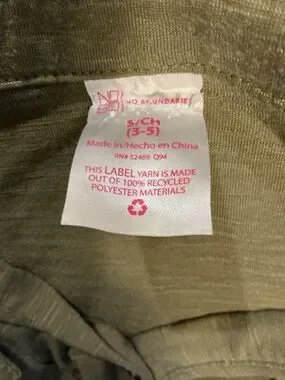 NO BOUNDARIES
S/CH
(3-5)
Made in/Hecho en China
RN# 52469 Q94
THIS LABEL YARN IS MADE
OUT OF 100% RECYCLED
POLYESTER MATERIALS